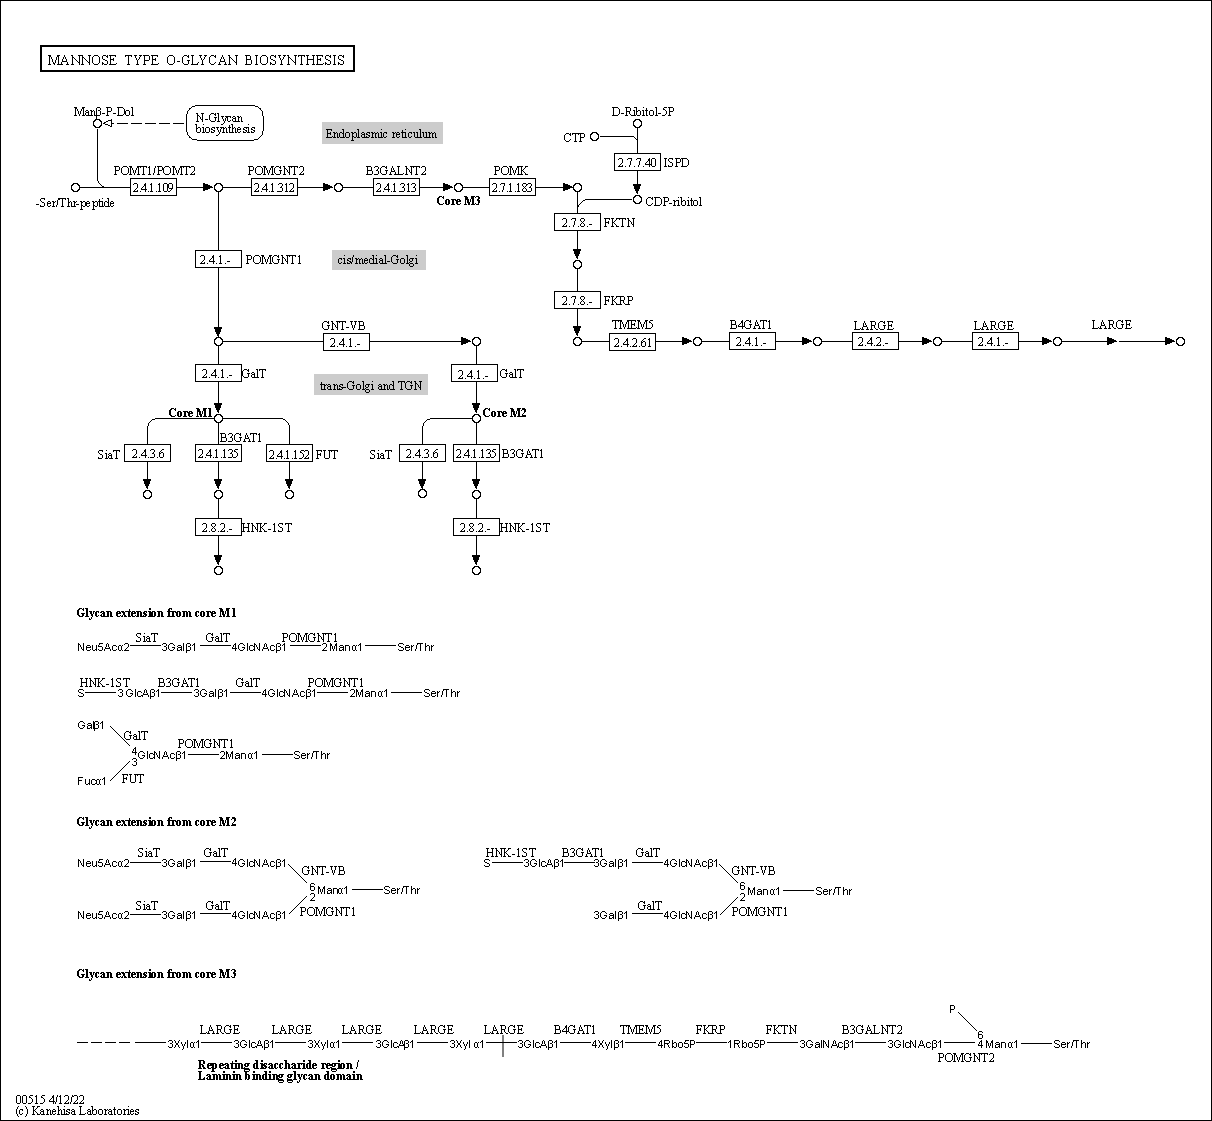 MANNOSE TYPE O-GLYCAN BIOSYNTHESIS
Manβ-P-Dol
N-Glycan
biosynthesis
Endoplasmic reticulum
D-Ribitol-5P
CTP
2.7.7.40 ISPD
POMT1/POMT2
POMGNT2
B3GALNT2
POMK
2.4.1.109
2.4.1.312
2.4.1.313
2.7.1.183
-Ser/Thr-peptide
Core M3
CDP-ribitol
2.7.8.- FKTN
2.4.1.- POMGNT1
cis/medial-Golgi
2.7.8.- FKRP
GNT-VB
TMEM5
B4GAT1
LARGE
LARGE
LARGE
2.4.1.-
2.4.2.61
2.4.1.-
2.4.2.-
2.4.1.-
2.4.1.- GalT
trans-Golgi and TGN
2.4.1.- GalT
Core M1
Core M2
B3GAT1
SiaT 2.4.3.6
2.4.1.135
2.4.1.152 FUT
SiaT 2.4.3.6
2.4.1.135 B3GAT1
2.8.2.- HNK-1ST
2.8.2.- HNK-1ST
Glycan extension from core M1
SiaT GalT POMGNT1
Neu5Acα2 3Galβ1 4GlcNAcβ1 2Manα1 Ser/Thr
HNK-1ST B3GAT1 GalT POMGNT1
S 3GlcAβ1 3Galβ1 4GlcNAcβ1 2Manα1 Ser/Thr
Galβ1
GalT
POMGNT1
4
3 GlcNAcβ1 2Manα1 Ser/Thr
Fucα1 FUT
Glycan extension from core M2
SiaT GalT
Neu5Acα2 3Galβ1 4GlcNAcβ1
GNT-VB
6
2 Manα1 Ser/Thr
SiaT GalT POMGNT1
Neu5Acα2 3Galβ1 4GlcNAcβ1
HNK-1ST B3GAT1 GalT
S 3GlcAβ1 3Galβ1 4GlcNAcβ1
GNT-VB
6
2 Manα1 Ser/Thr
GalT POMGNT1
3Galβ1 4GlcNAcβ1
Glycan extension from core M3
P
LARGE LARGE LARGE LARGE LARGE B4GAT1 TMEM5 FKRP FKTN B3GALNT2
6
3Xylα1 3GlcAβ1 3Xylα1 3GlcAβ1 3Xylα1 3GlcAβ1 4Xylβ1 4Rbo5P 1Rbo5P 3GalNAcβ1 3GlcNAcβ1 4 Manα1 Ser/Thr
POMGNT2
Repeating disaccharide region /
Laminin binding glycan domain
00515 4/12/22
(c) Kanehisa Laboratories